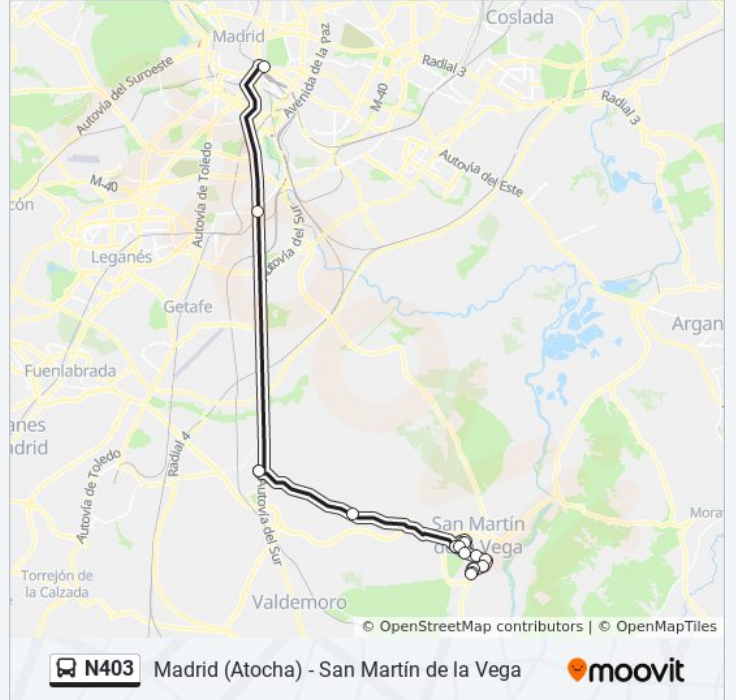 Coslada
Madrid
Radial 3
Avenida de la Paz
Autovía del Suroeste
M-40
Radial 3
Autovía del Este
M-40
Autovía de Toledo
cón
Autovía del Sur
Leganés
Getafe
Argan
Fuenlabrada
anes
drid
Radial 4
Autovía de Toledo
Autovía del Sur
San Martín
de la Vega
Mora
Torrejón de
la Calzada
Valdemoro
© OpenStreetMap contributors | © OpenMapTiles
N403 Madrid (Atocha) - San Martín de la Vega
moovit